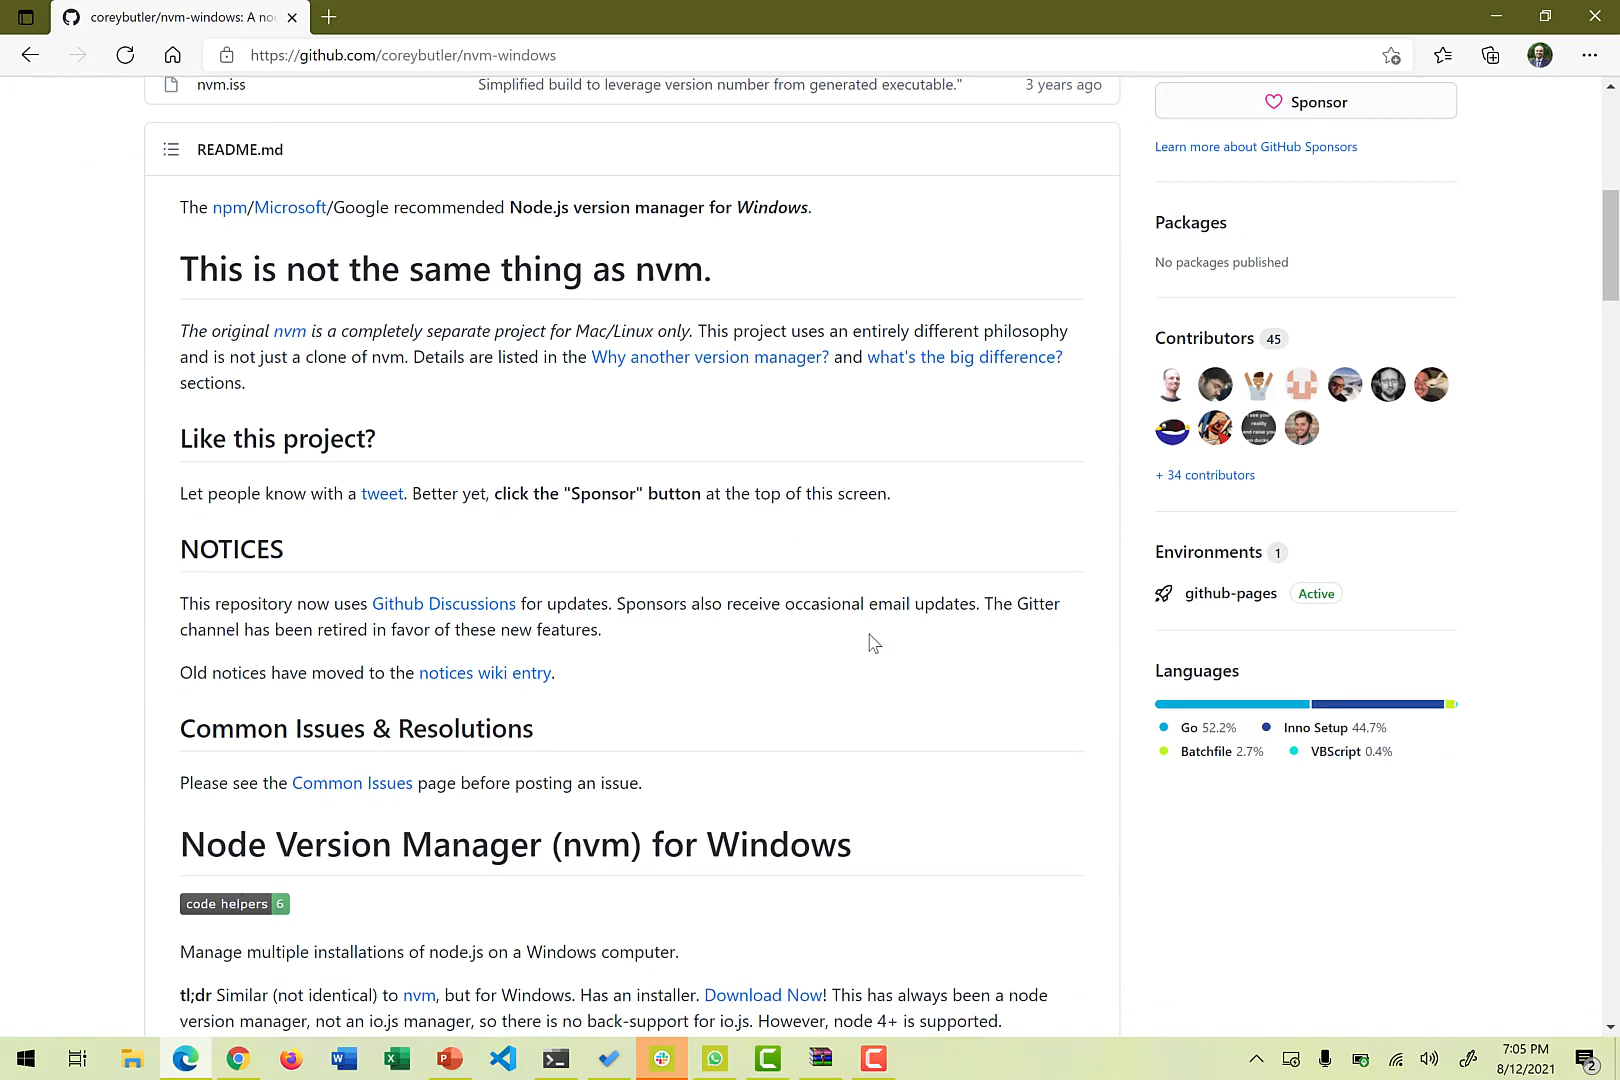 coreybutler/nvm-windows: A no
https://github.com/coreybutler/nvm-windows
nvm.iss
Simplified build to leverage version number from generated executable."
3 years ago
README.md
The npm/Microsoft/Google recommended Node.js version manager for Windows.
This is not the same thing as nvm.
The original nvm is a completely separate project for Mac/Linux only. This project uses an entirely different philosophy
and is not just a clone of nvm. Details are listed in the Why another version manager? and what's the big difference?
sections.
Like this project?
Let people know with a tweet. Better yet, click the "Sponsor" button at the top of this screen.
NOTICES
This repository now uses Github Discussions for updates. Sponsors also receive occasional email updates. The Gitter
channel has been retired in favor of these new features.
Old notices have moved to the notices wiki entry.
Common Issues & Resolutions
Please see the Common Issues page before posting an issue.
Node Version Manager (nvm) for Windows
code helpers 6
Manage multiple installations of node.js on a Windows computer.
tl;dr Similar (not identical) to nvm, but for Windows. Has an installer. Download Now! This has always been a node
version manager, not an io.js manager, so there is no back-support for io.js. However, node 4+ is supported.
Sponsor
Learn more about GitHub Sponsors
Packages
No packages published
Contributors 45
+ 34 contributors
Environments 1
github-pages Active
Languages
Go 52.2% Inno Setup 44.7%
Batchfile 2.7% VBScript 0.4%
7:05 PM
8/12/2021
2